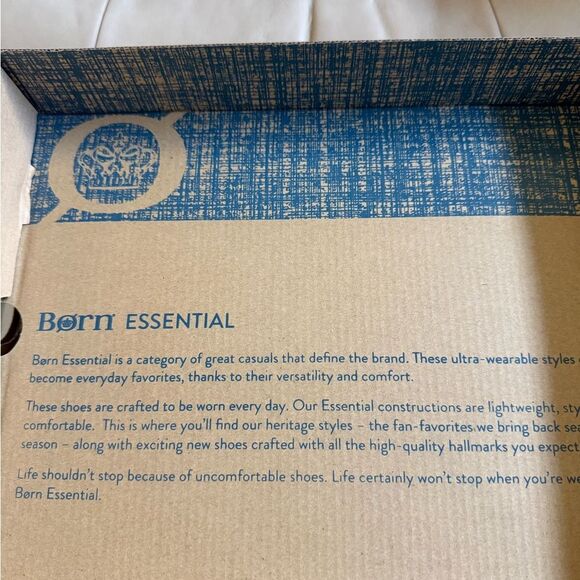 Børn ESSENTIAL
Børn Essential is a category of great casuals that define the brand. These ultra-wearable styles
become everyday favorites, thanks to their versatility and comfort.
These shoes are crafted to be worn every day. Our Essential constructions are lightweight, sty
comfortable. This is where you'll find our heritage styles – the fan-favorites we bring back sea
season – along with exciting new shoes crafted with all the high-quality hallmarks you expect
Life shouldn't stop because of uncomfortable shoes. Life certainly won't stop when you're we
Børn Essential.